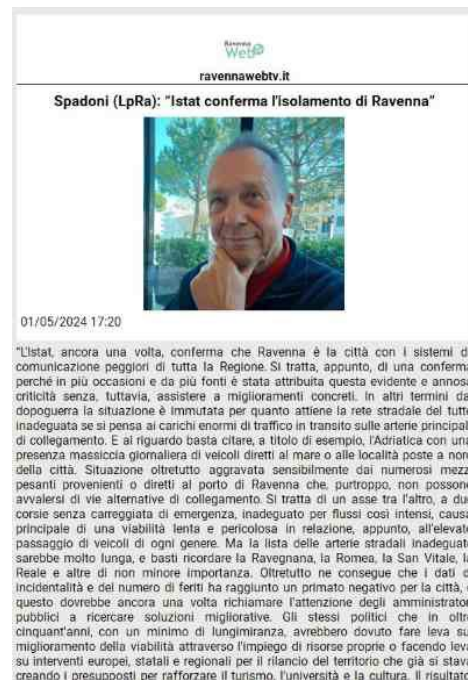 Ravenna
Web
ravennawebtv.it
Spadoni (LpRa): “Istat conferma l'isolamento di Ravenna”
01/05/2024 17:20
“L'Istat, ancora una volta, conferma che Ravenna è la città con i sistemi di
comunicazione peggiori di tutta la Regione. Si tratta, appunto, di una conferma
perché in più occasioni e da più fonti è stata attribuita questa evidente e annosa
criticità senza, tuttavia, assistere a miglioramenti concreti. In altri termini dal
dopoguerra la situazione è immutata per quanto attiene la rete stradale del tutto
inadeguata se si pensa ai carichi enormi di traffico in transito sulle arterie principali
di collegamento. E al riguardo basta citare, a titolo di esempio, l'Adriatica con una
presenza massiccia giornaliera di veicoli diretti al mare o alle località poste a nord
della città. Situazione oltretutto aggravata sensibilmente dai numerosi mezzi
pesanti provenienti o diretti al porto di Ravenna che, purtroppo, non possono
avvalersi di vie alternative di collegamento. Si tratta di un asse tra l'altro, a due
corsie senza carreggiata di emergenza, inadeguato per flussi così intensi, causa
principale di una viabilità lenta e pericolosa in relazione, appunto, all'elevato
passaggio di veicoli di ogni genere. Ma la lista delle arterie stradali inadeguate
sarebbe molto lunga, e basti ricordare la Ravegnana, la Romea, la San Vitale, la
Reale e altre di non minore importanza. Oltretutto ne consegue che i dati di
incidentalità e del numero di feriti ha raggiunto un primato negativo per la città, e
questo dovrebbe ancora una volta richiamare l'attenzione degli amministratori
pubblici a ricercare soluzioni migliorative. Gli stessi politici che in oltre
cinquant'anni, con un minimo di lungimiranza, avrebbero dovuto fare leva sul
miglioramento della viabilità attraverso l'impiego di risorse proprie o facendo leva
su interventi europei, statali e regionali per il rilancio del territorio che già si stava
creando i presupposti per rafforzare il turismo, l'università e la cultura. Il risultato